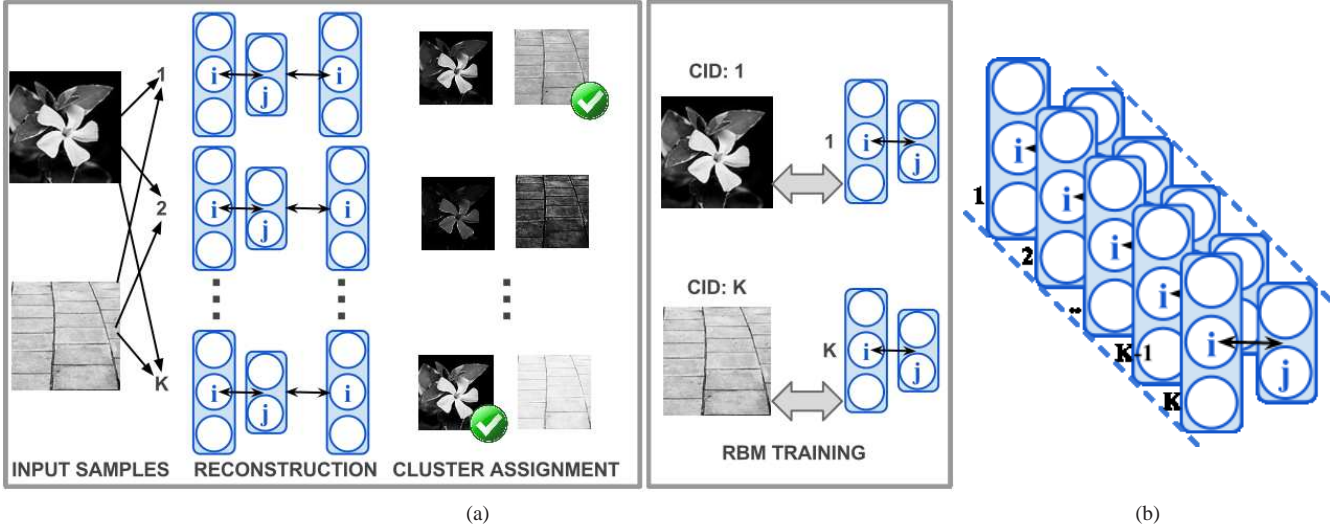 1
2
K
i
j
i
i
j
i
i
j
i
INPUT SAMPLES
RECONSTRUCTION
CLUSTER ASSIGNMENT
CID: 1
1
i
j
CID: K
K
i
j
RBM TRAINING
(a)
1
i
2
i
..
i
K-1
i
K
i
j
(b)